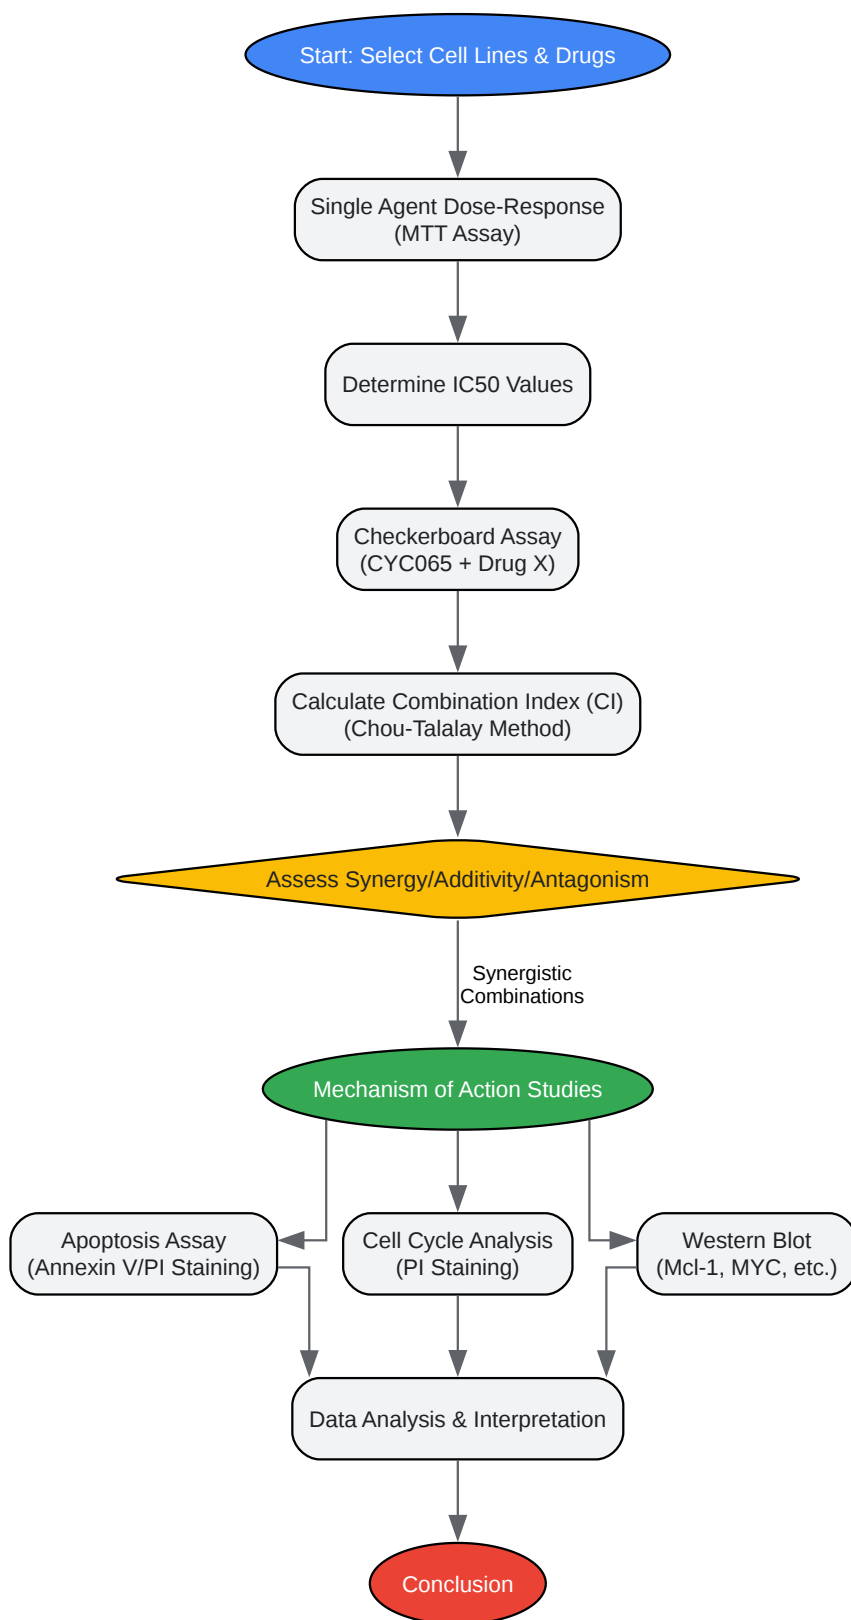 Start: Select Cell Lines & Drugs
Single Agent Dose-Response
(MTT Assay)
Determine IC50 Values
Checkerboard Assay
(CYC065 + Drug X)
Calculate Combination Index (CI)
(Chou-Talalay Method)
Assess Synergy/Additivity/Antagonism
Synergistic
Combinations
Mechanism of Action Studies
Apoptosis Assay
(Annexin V/PI Staining)
Cell Cycle Analysis
(PI Staining)
Western Blot
(Mcl-1, MYC, etc.)
Data Analysis & Interpretation
Conclusion